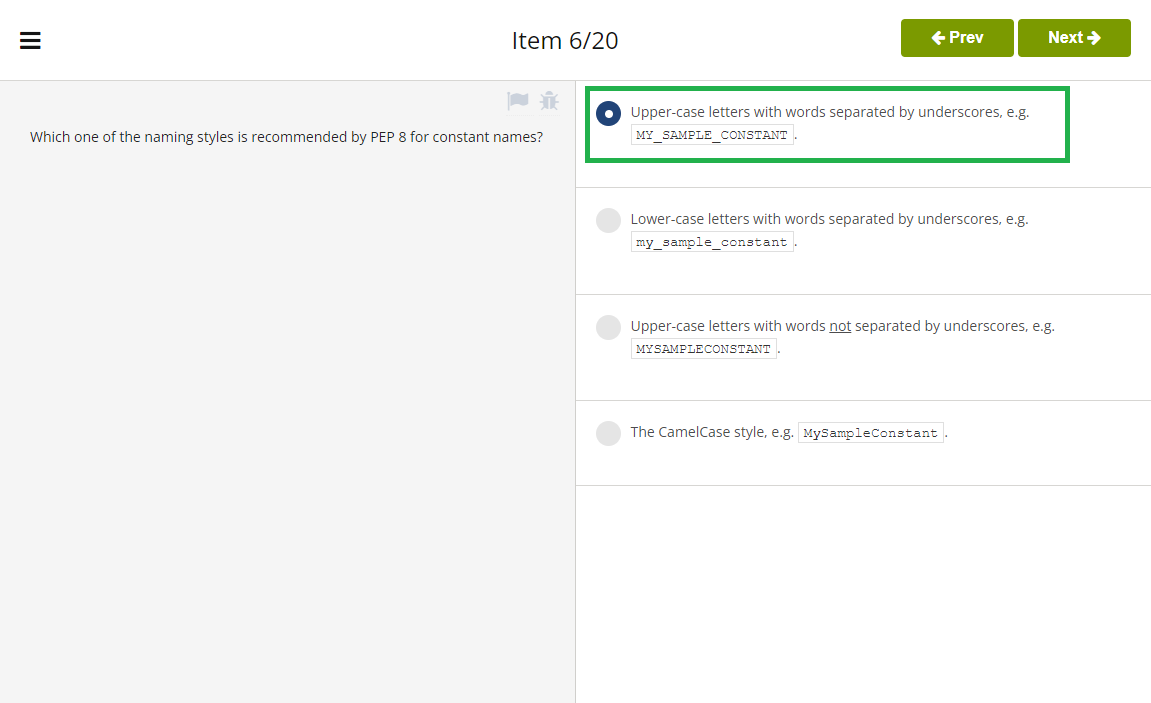 Item 6/20
Prev
Next
Which one of the naming styles is recommended by PEP 8 for constant names?
Upper-case letters with words separated by underscores, e.g.
MY_SAMPLE_CONSTANT.
Lower-case letters with words separated by underscores, e.g.
my_sample_constant.
Upper-case letters with words not separated by underscores, e.g.
MYSAMPLECONSTANT.
The CamelCase style, e.g. MySampleConstant.